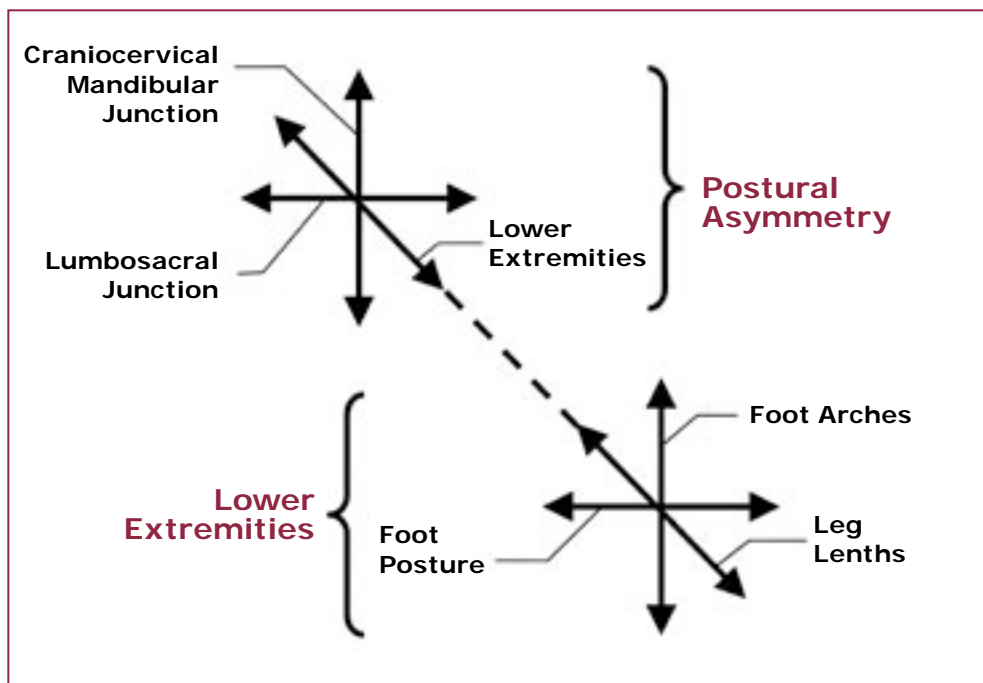 Craniocervical
Mandibular
Junction
Postural
Asymmetry
Lower
Extremities
Lumbosacral
Junction
Foot Arches
Lower
Extremities
Foot
Posture
Leg
Lenths